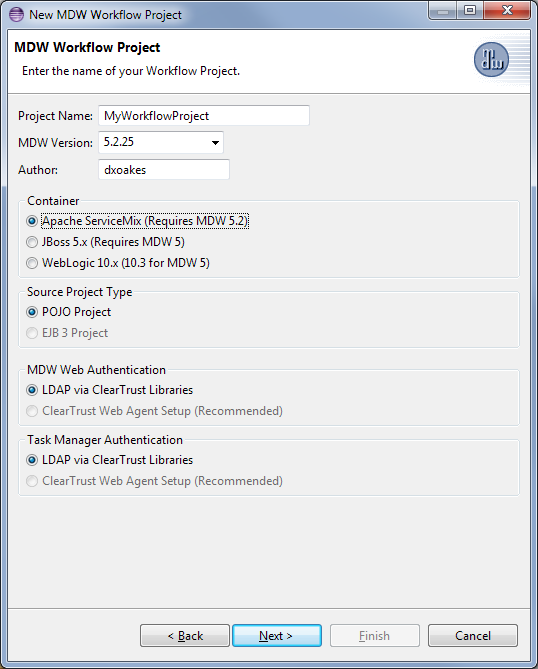 New MDW Workflow Project
MDW Workflow Project
Enter the name of your Workflow Project.
mdw
Project Name: MyWorkflowProject
MDW Version: 5.2.25
Author: dxoakes
Container
Apache ServiceMix (Requires MDW 5.2)
JBoss 5.x (Requires MDW 5)
WebLogic 10.x (10.3 for MDW 5)
Source Project Type
POJO Project
EJB 3 Project
MDW Web Authentication
LDAP via ClearTrust Libraries
ClearTrust Web Agent Setup (Recommended)
Task Manager Authentication
LDAP via ClearTrust Libraries
ClearTrust Web Agent Setup (Recommended)
< Back Next > Finish Cancel